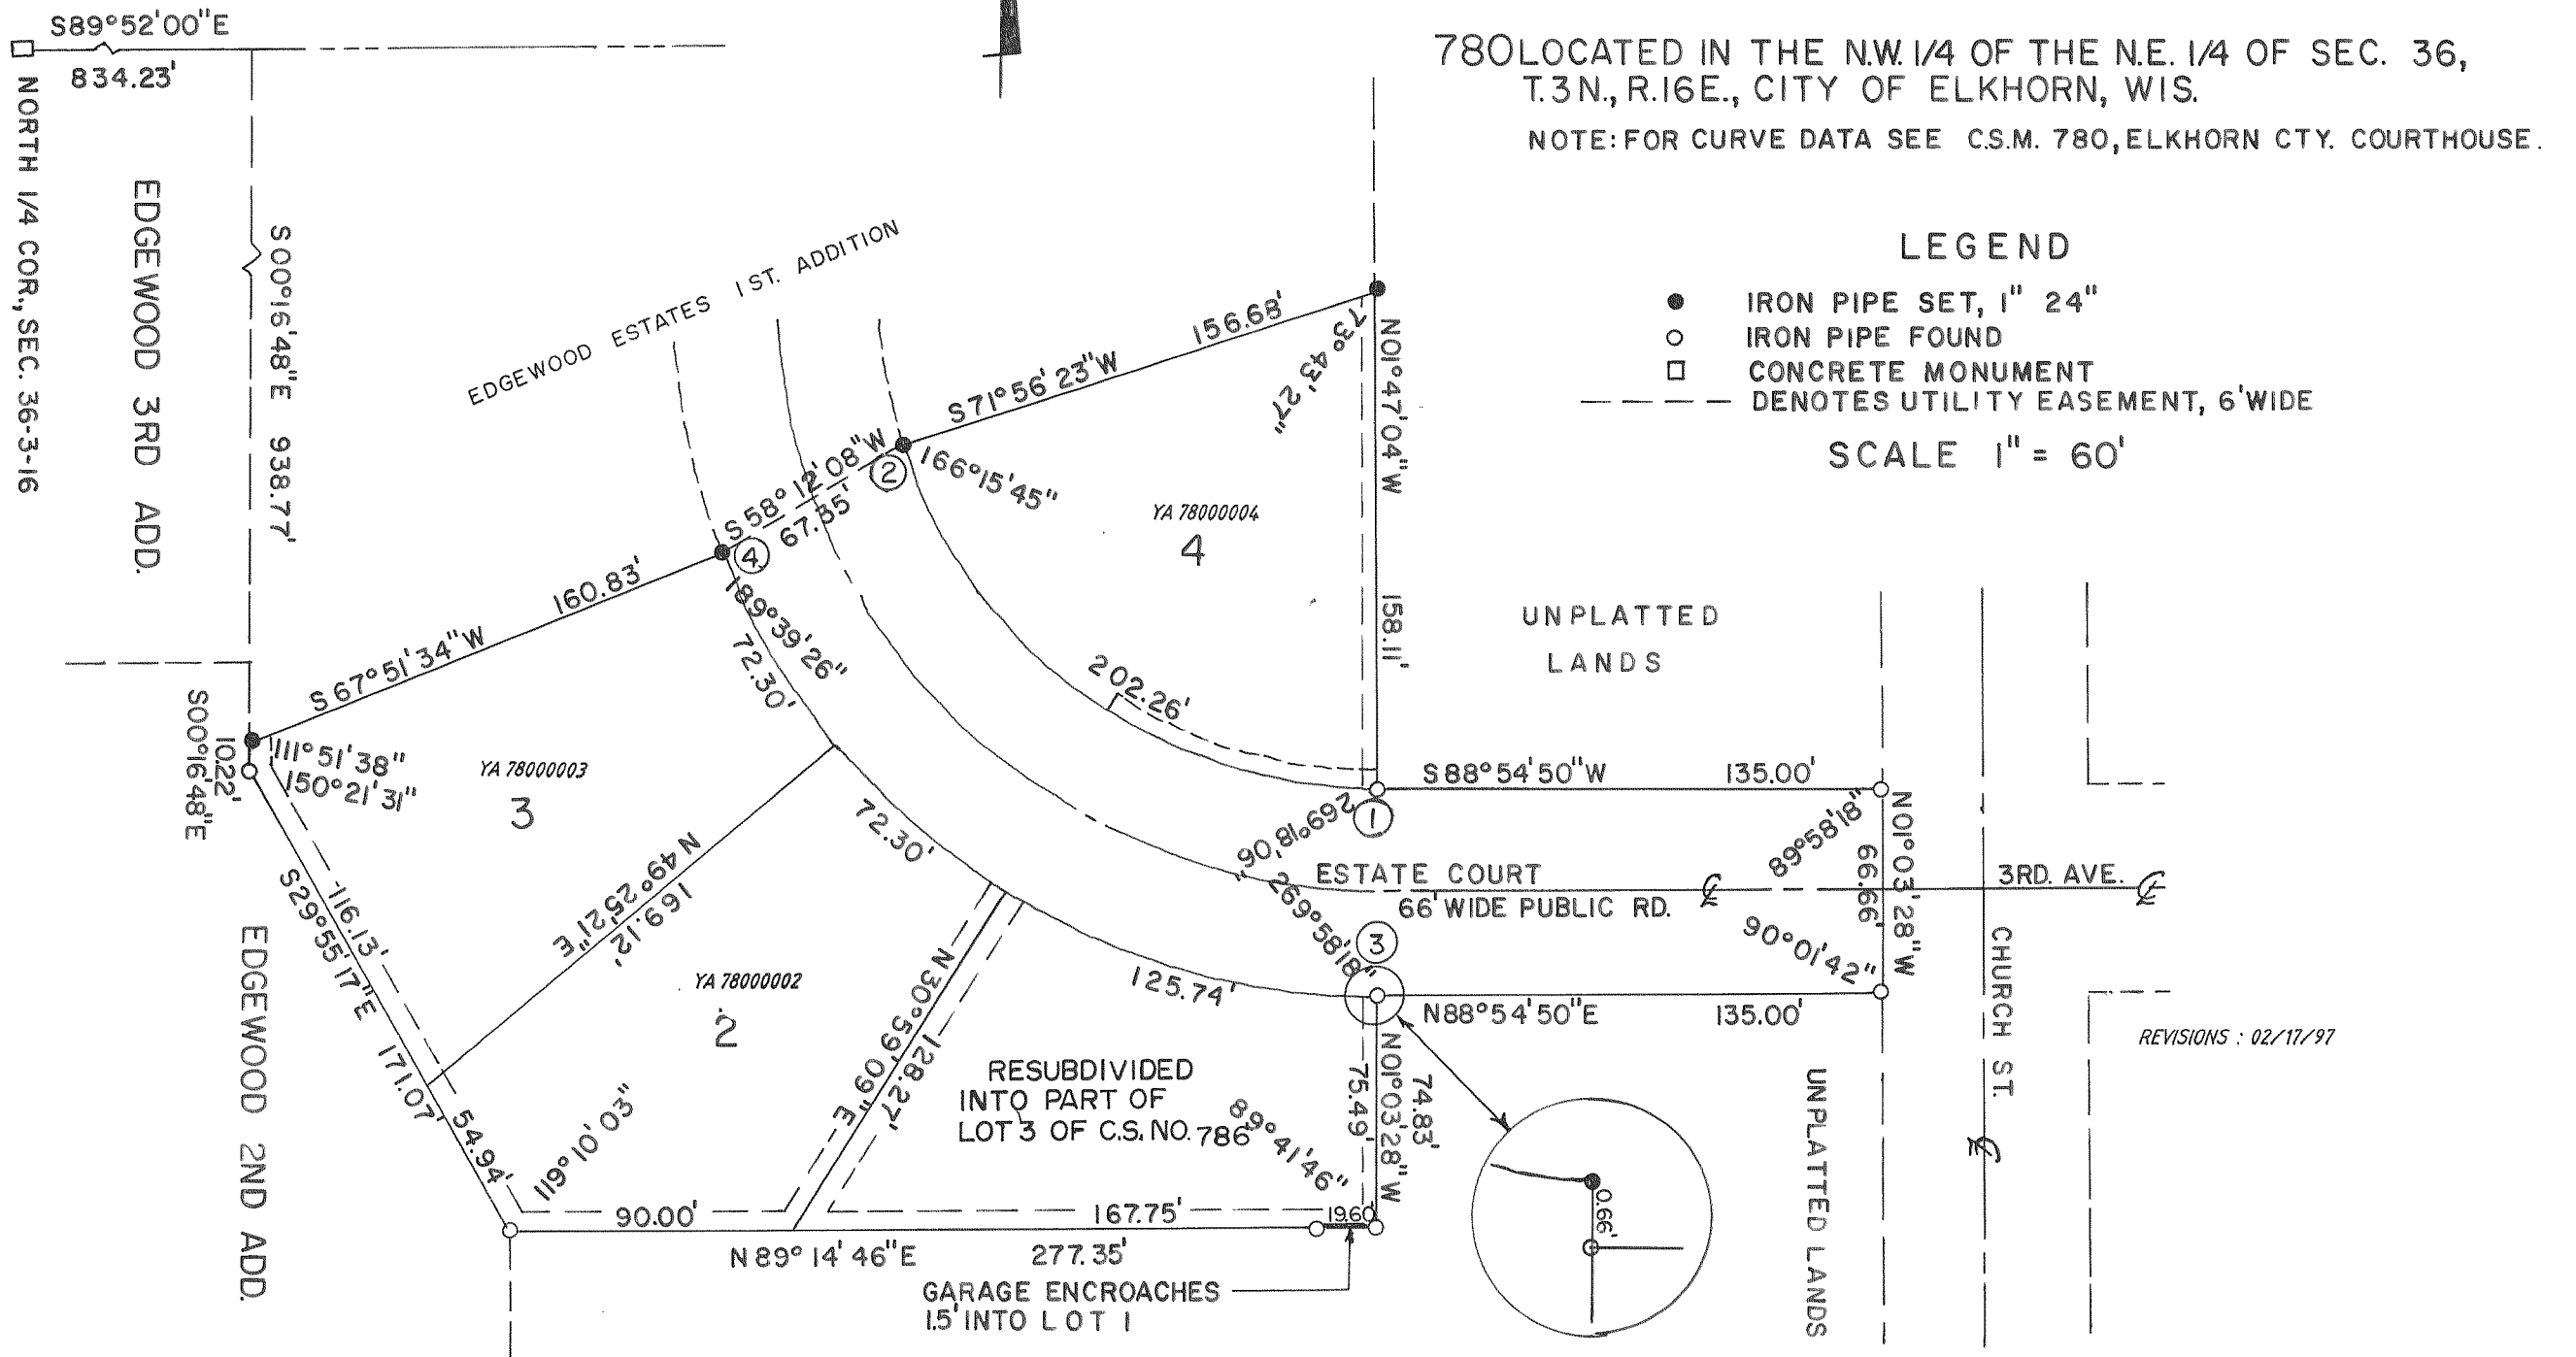 S89°52'00"E
834.23'
NORTH 1/4 COR., SEC. 36-3-16
EDGEWOOD 3RD ADD.
S00°16'48"E 938.77'
780 LOCATED IN THE N.W. 1/4 OF THE N.E. 1/4 OF SEC. 36,
T.3N., R.16E., CITY OF ELKHORN, WIS.
NOTE: FOR CURVE DATA SEE C.S.M. 780, ELKHORN CTY. COURTHOUSE.
LEGEND
IRON PIPE SET, 1" 24"
IRON PIPE FOUND
CONCRETE MONUMENT
DENOTES UTILITY EASEMENT, 6' WIDE
SCALE 1" = 60'
EDGEWOOD ESTATES 1ST. ADDITION
S71°56'23"W 156.68'
73°43'27"
N01°47'04"W 158.11'
S58°12'08"W
67.35'
2
166°15'45"
YA 78000004
4
4
189°39'26"
72.30'
S67°51'34"W 160.83'
202.26'
UNPLATTED
LANDS
S00°16'48"E
10.22'
111°51'38"
150°21'31"
YA 78000003
3
S88°54'50"W 135.00'
269°18'06"
1
89°58'18"
N01°03'28"W
66.66'
72.30'
N49°25'21"E
169.12'
ESTATE COURT
66' WIDE PUBLIC RD.
3RD. AVE.
269°58'18"
3
90°01'42"
S29°55'17"E 171.07'
116.13'
54.94'
EDGEWOOD 2ND ADD.
YA 78000002
2
N30°59'09"E
128.27'
125.74'
N88°54'50"E 135.00'
CHURCH ST.
REVISIONS : 02/17/97
RESUBDIVIDED
INTO PART OF
LOT 3 OF C.S. NO. 786
75.49'
N01°03'28"W
74.83'
89°41'46"
119°10'03"
UNPLATTED LANDS
0.66'
90.00'
167.75'
19.60
N89°14'46"E 277.35'
GARAGE ENCROACHES
1.5' INTO LOT 1